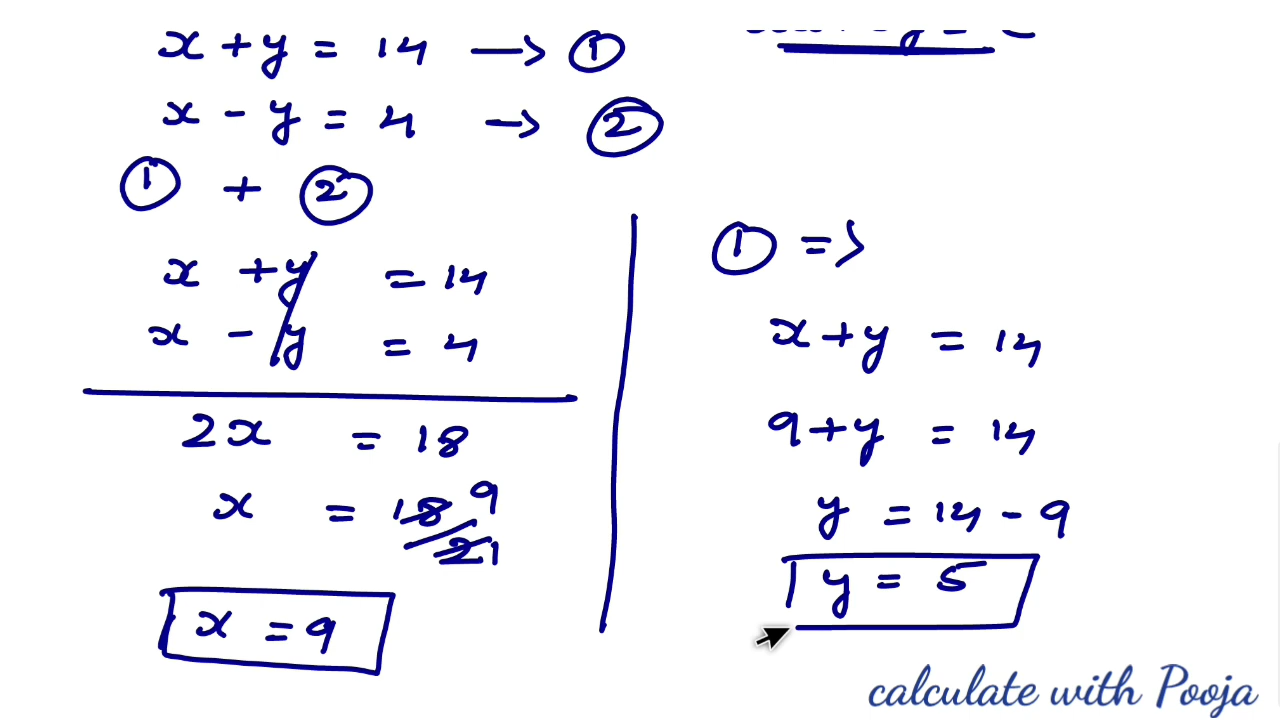 x + y = 14 → ①
x - y = 4 → ②
① + ②
x + y = 14
x - y = 4
2x = 18
x = 18/2 9 1
x = 9
① =>
x + y = 14
9 + y = 14
y = 14 - 9
y = 5
calculate with Pooja